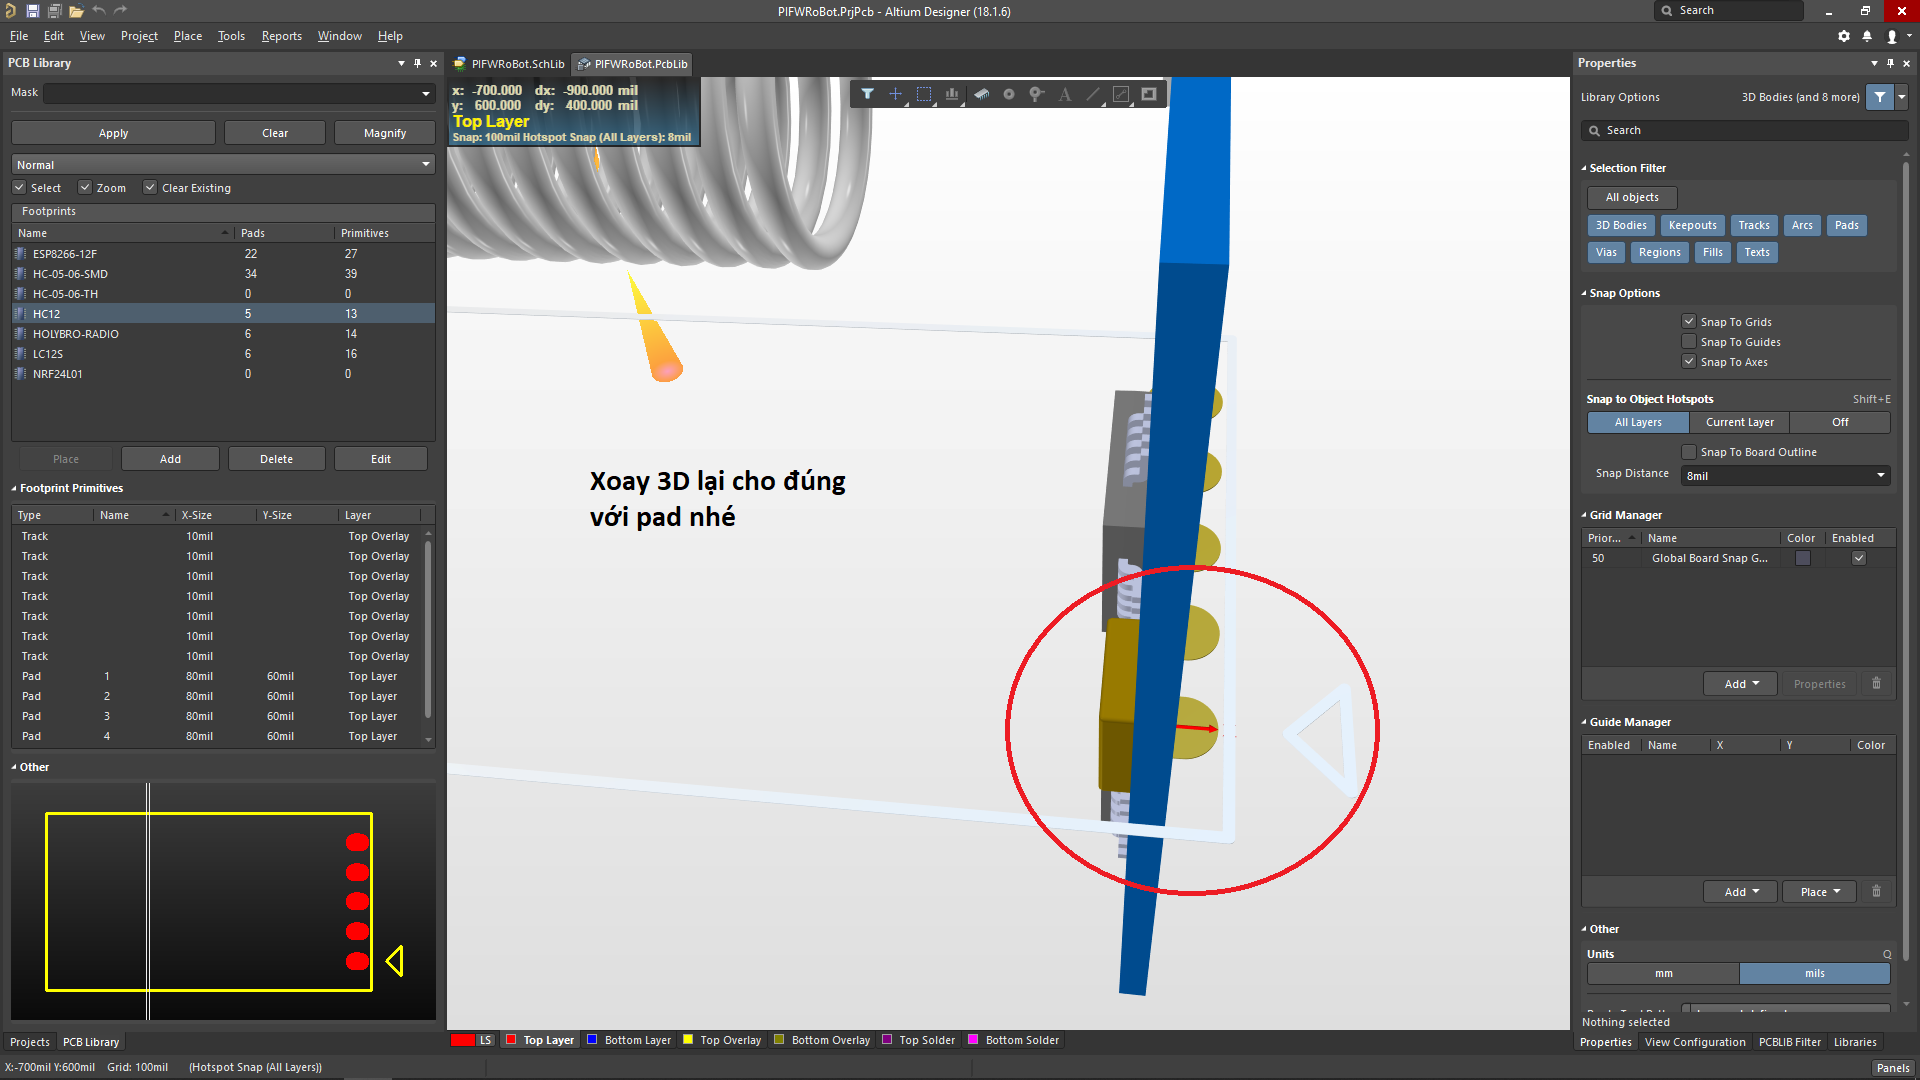 PIFWRoBot.PrjPcb - Altium Designer (18.1.6)
Search
File Edit View Project Place Tools Reports Window Help
PCB Library
Mask
Apply Clear Magnify
Normal
Select Zoom Clear Existing
Footprints
Name Pads Primitives
ESP8266-12F 22 27
HC-05-06-SMD 34 39
HC-05-06-TH 0 0
HC12 5 13
HOLYBRO-RADIO 6 14
LC12S 6 16
NRF24L01 0 0
Place Add Delete Edit
Footprint Primitives
Type Name X-Size Y-Size Layer
Track 10mil Top Overlay
Track 10mil Top Overlay
Track 10mil Top Overlay
Track 10mil Top Overlay
Track 10mil Top Overlay
Track 10mil Top Overlay
Track 10mil Top Overlay
Pad 1 80mil 60mil Top Layer
Pad 2 80mil 60mil Top Layer
Pad 3 80mil 60mil Top Layer
Pad 4 80mil 60mil Top Layer
Other
Projects PCB Library
PIFWRoBot.SchLib PIFWRoBot.PcbLib
x: -700.000 dx: -900.000 mil
y: 600.000 dy: 400.000 mil
Top Layer
Snap: 100mil Hotspot Snap (All Layers): 8mil
Xoay 3D lại cho đúng
với pad nhé
LS Top Layer Bottom Layer Top Overlay Bottom Overlay Top Solder Bottom Solder
Properties
Library Options 3D Bodies (and 8 more)
Search
Selection Filter
All objects
3D Bodies Keepouts Tracks Arcs Pads
Vias Regions Fills Texts
Snap Options
Snap To Grids
Snap To Guides
Snap To Axes
Snap to Object Hotspots Shift+E
All Layers Current Layer Off
Snap To Board Outline
Snap Distance 8mil
Grid Manager
Prior... Name Color Enabled
50 Global Board Snap G...
Add Properties
Guide Manager
Enabled Name X Y Color
Add Place
Other
Units Q
mm mils
Nothing selected
Properties View Configuration PCBLIB Filter Libraries
X:-700mil Y:600mil Grid: 100mil (Hotspot Snap (All Layers))
Panels